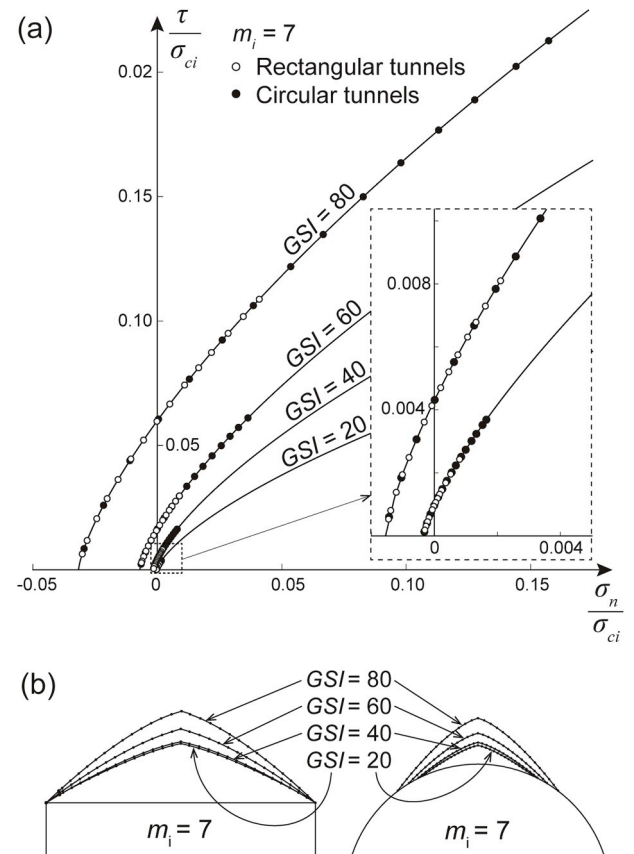 (a)
τ
σci
mi = 7
Rectangular tunnels
Circular tunnels
0.02
0.15
0.10
0.05
GSI = 80
GSI = 60
GSI = 40
GSI = 20
0.008
0.004
0
0.004
-0.05
0
0.05
0.10
0.15
σn
σci
(b)
GSI = 80
GSI = 60
GSI = 40
GSI = 20
mi = 7
mi = 7